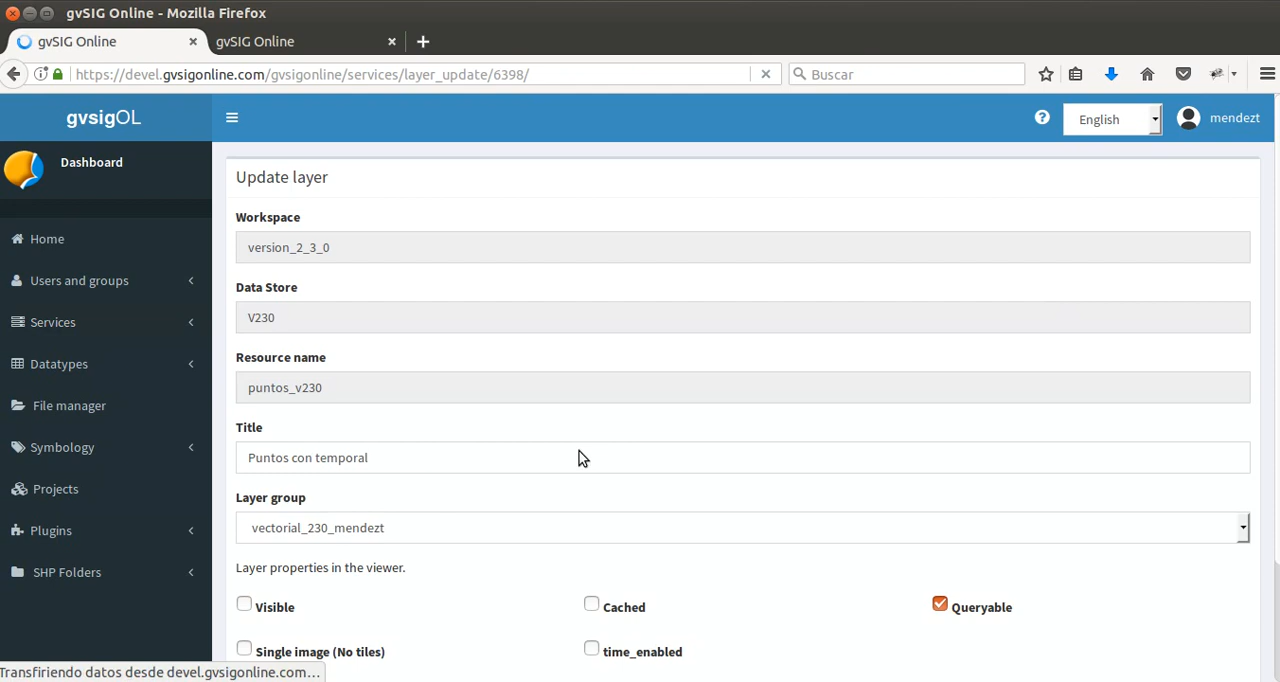 gvSIG Online - Mozilla Firefox
gvSIG Online
gvSIG Online
https://devel.gvsigonline.com/gvsigonline/services/layer_update/6398/
Buscar
gvsigOL
English
mendezt
Dashboard
Home
Users and groups
Services
Datatypes
File manager
Symbology
Projects
Plugins
SHP Folders
Update layer
Workspace
version_2_3_0
Data Store
V230
Resource name
puntos_v230
Title
Puntos con temporal
Layer group
vectorial_230_mendezt
Layer properties in the viewer.
Visible
Cached
Queryable
Single image (No tiles)
time_enabled
Transfiriendo datos desde devel.gvsigonline.com...